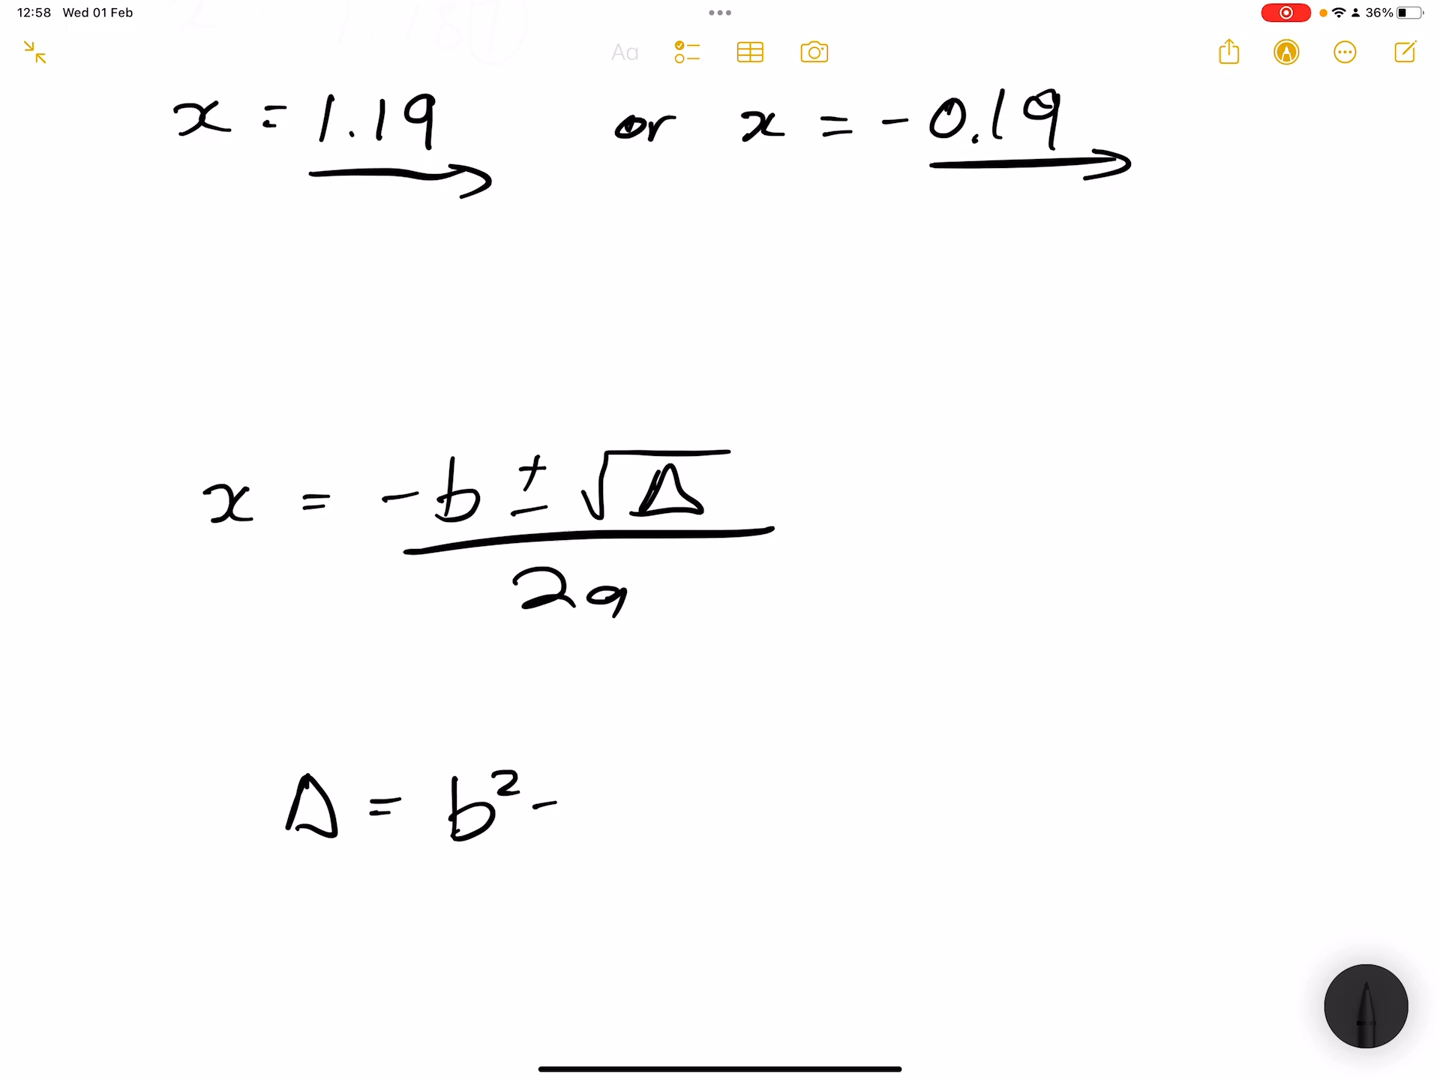 12:58 Wed 01 Feb
36%
Aa
x = 1.19 or x = -0.19
x = -b ± √Δ
2a
Δ = b² -